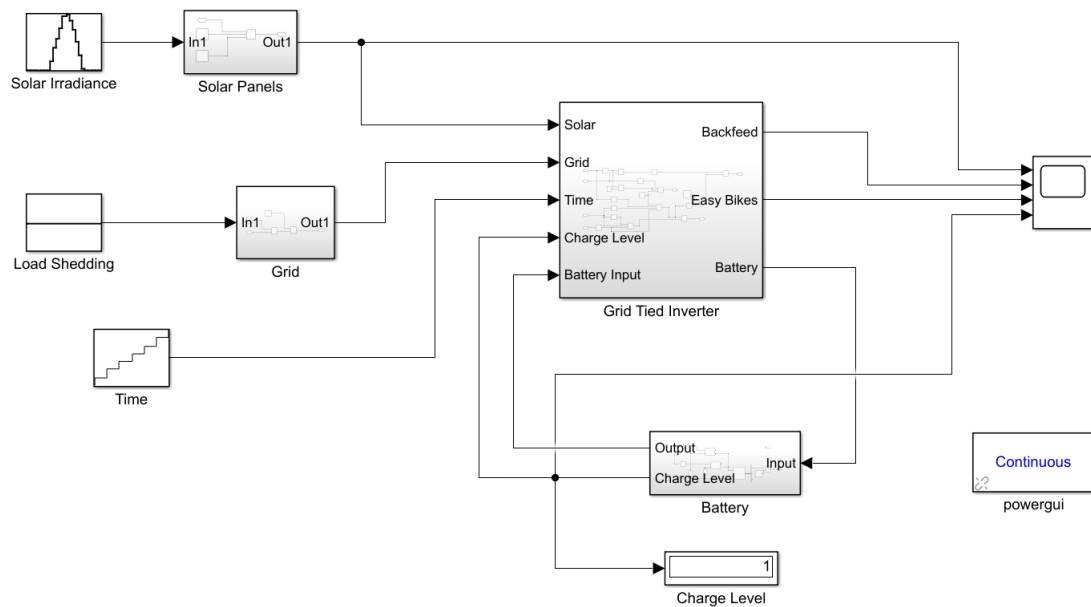 In1
Out1
Solar Irradiance
Solar Panels
Solar
Grid
Time
Charge Level
Battery Input
Backfeed
Easy Bikes
Battery
Grid Tied Inverter
In1
Out1
Load Shedding
Grid
Time
Output
Charge Level
Input
Battery
Continuous
powergui
1
Charge Level